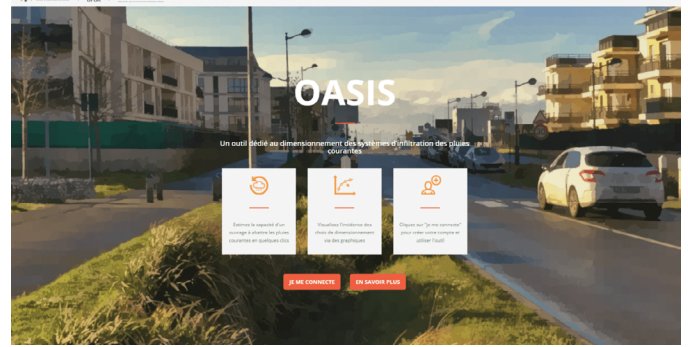 OASIS
Un outil dédié au dimensionnement des systèmes d'infiltration des pluies
courantes
Estimez la capacité d'un
ouvrage à abattre les pluies
courantes en quelques clics
Visualisez l'incidence des
choix de dimensionnement
via des graphiques
Cliquez sur "Je me connecte"
pour créer votre compte et
utiliser l'outil
JE ME CONNECTE
EN SAVOIR PLUS